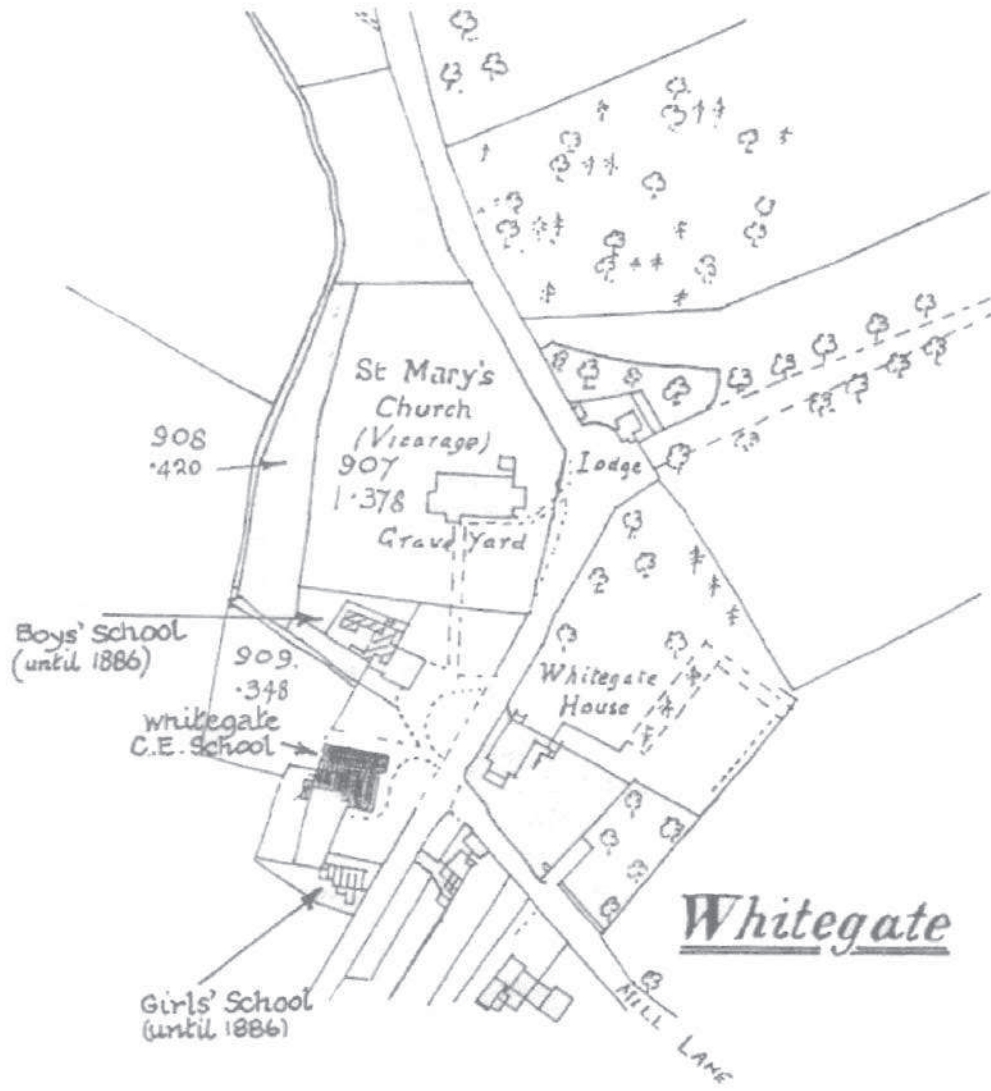 St Mary's
Church
(Vicarage)
907
1.378
Grave Yard
908
.420
Lodge
Boys' School
(until 1886)
909.
.348
Whitegate
House
Whitegate
C.E. School
Whitegate
Girls' School
(until 1886)
MILL LANE